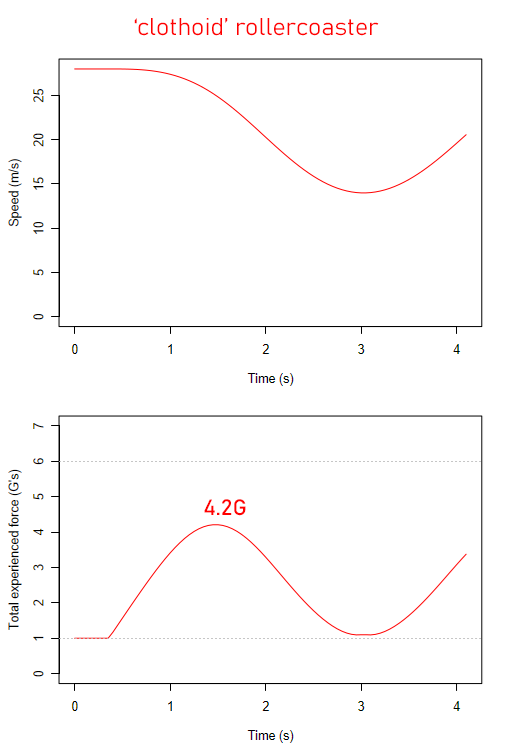 ‘clothoid’ rollercoaster
25
20
15
10
5
0
Speed (m/s)
0 1 2 3 4
Time (s)
7
6
5
4
3
2
1
0
Total experienced force (G's)
4.2G
0 1 2 3 4
Time (s)